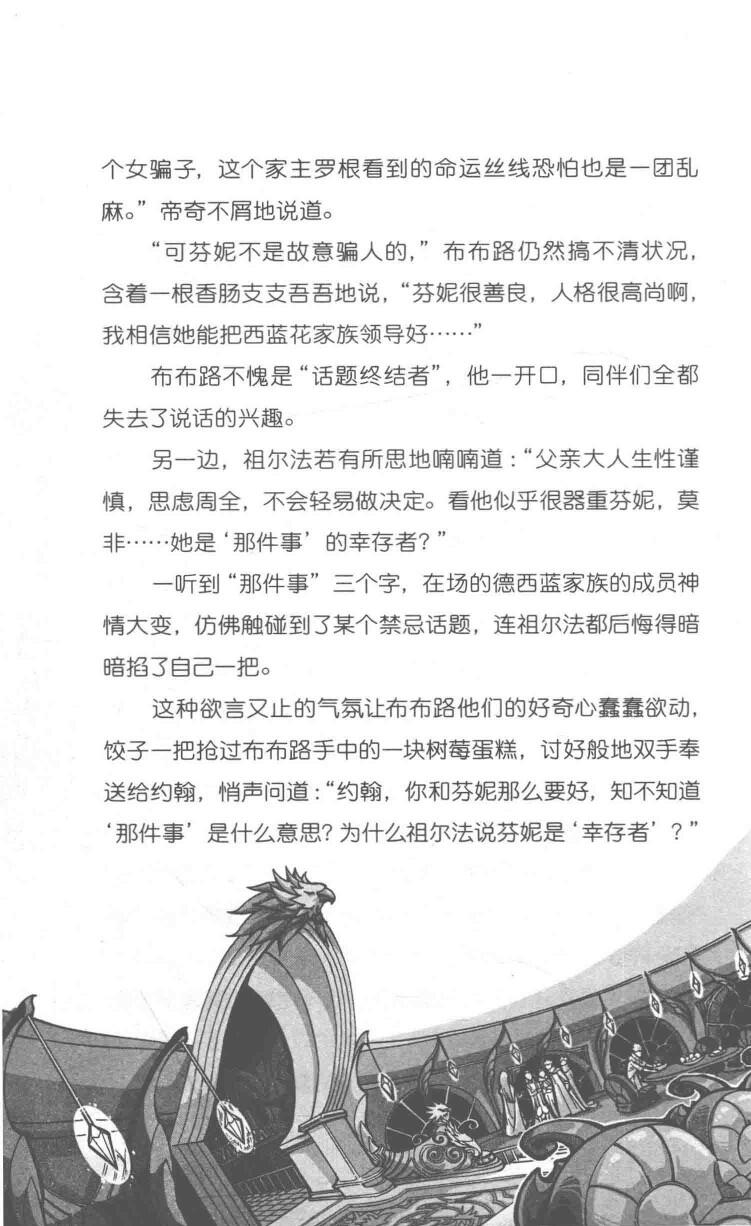 个女骗子，这个家主罗根看到的命运丝线恐怕也是一团乱
麻。”帝奇不屑地说道。
“可芬妮不是故意骗人的，”布布路仍然搞不清状况，
含着一根香肠支支吾吾地说，“芬妮很善良，人格很高尚啊，
我相信她能把西蓝花家族领导好……”
布布路不愧是“话题终结者”，他一开口，同伴们全都
失去了说话的兴趣。
另一边，祖尔法若有所思地喃喃道：“父亲大人生性谨
慎，思虑周全，不会轻易做决定。看他似乎很器重芬妮，莫
非……她是‘那件事’的幸存者？”
一听到“那件事”三个字，在场的德西蓝家族的成员神
情大变，仿佛触碰到了某个禁忌话题，连祖尔法都后悔得暗
暗掐了自己一把。
这种欲言又止的气氛让布布路他们的好奇心蠢蠢欲动，
饺子一把抢过布布路手中的一块树莓蛋糕，讨好般地双手奉
送给约翰，悄声问道：“约翰，你和芬妮那么要好，知不知道
‘那件事’是什么意思？为什么祖尔法说芬妮是‘幸存者’？”